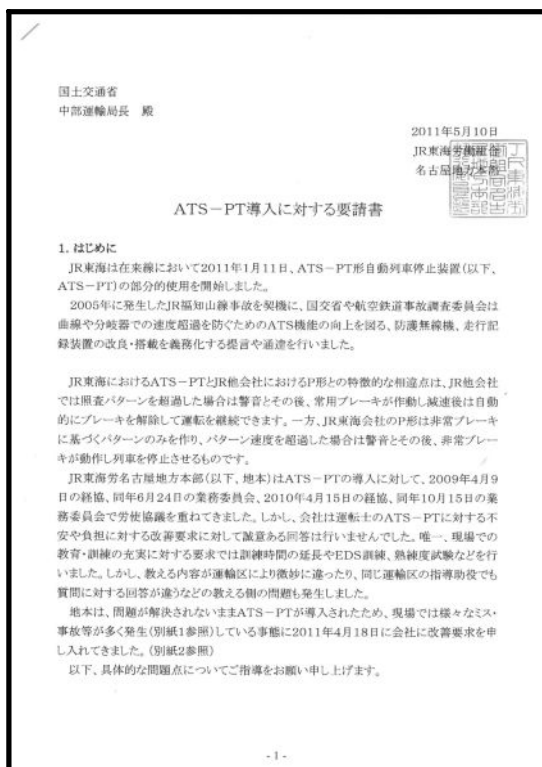 国土交通省
中部運輸局長　殿
2011年5月10日
JR東海労働組合
名古屋地方本部
ATS－PT導入に対する要請書
1. はじめに
JR東海は在来線において2011年1月11日、ATS－PT形自動列車停止装置(以下、
ATS－PT)の部分的使用を開始しました。
2005年に発生したJR福知山線事故を契機に、国交省や航空鉄道事故調査委員会は
曲線や分岐器での速度超過を防ぐためのATS機能の向上を図る、防護無線機、走行記
録装置の改良・搭載を義務化する提言や通達を行いました。
JR東海におけるATS－PTとJR他会社におけるP形との特徴的な相違点は、JR他会社
では照査パターンを超過した場合は警音とその後、常用ブレーキが作動し減速後は自動
的にブレーキを解除して運転を継続できます。一方、JR東海会社のP形は非常ブレーキ
に基づくパターンのみを作り、パターン速度を超過した場合は警音とその後、非常ブレー
キが動作し列車を停止させるものです。
JR東海労名古屋地方本部(以下、地本)はATS－PTの導入に対して、2009年4月9
日の経協、同年6月24日の業務委員会、2010年4月15日の経協、同年10月15日の業
務委員会で労使協議を重ねてきました。しかし、会社は運転士のATS－PTに対する不
安や負担に対する改善要求に対して誠意ある回答は行いませんでした。唯一、現場での
教育・訓練の充実に対する要求では訓練時間の延長やEDS訓練、熟練度試験などを行
いました。しかし、教える内容が運輸区により微妙に違ったり、同じ運輸区の指導助役でも
質問に対する回答が違うなどの教える側の問題も発生しました。
地本は、問題が解決されないままATS－PTが導入されたため、現場では様々なミス・
事故等が多く発生(別紙1参照)している事態に2011年4月18日に会社に改善要求を申
し入れてきました。(別紙2参照)
以下、具体的な問題点についてご指導をお願い申し上げます。
- 1 -